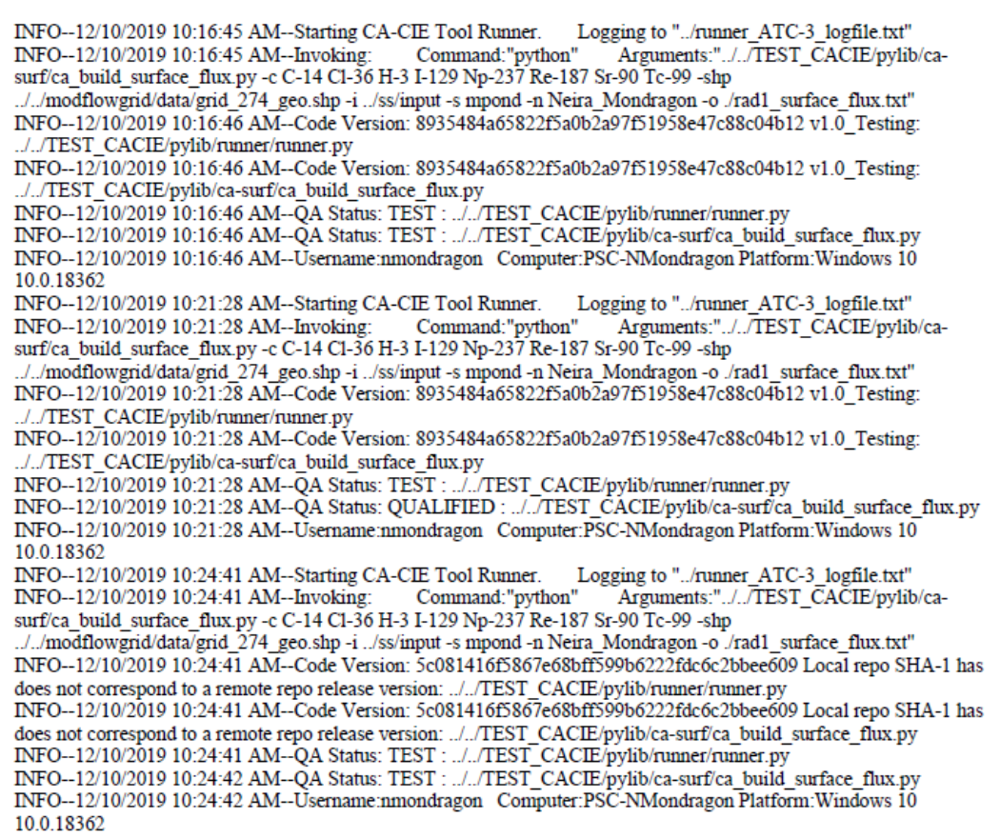 INFO--12/10/2019 10:16:45 AM--Starting CA-CIE Tool Runner. Logging to "../runner_ATC-3_logfile.txt"
INFO--12/10/2019 10:16:45 AM--Invoking: Command:"python" Arguments:"../../TEST_CACIE/pylib/ca-
surf/ca_build_surface_flux.py -c C-14 Cl-36 H-3 I-129 Np-237 Re-187 Sr-90 Tc-99 -shp
../../modflowgrid/data/grid_274_geo.shp -i ../ss/input -s mpond -n Neira_Mondragon -o ./rad1_surface_flux.txt"
INFO--12/10/2019 10:16:46 AM--Code Version: 8935484a65822f5a0b2a97f51958e47c88c04b12 v1.0_Testing:
../../TEST_CACIE/pylib/runner/runner.py
INFO--12/10/2019 10:16:46 AM--Code Version: 8935484a65822f5a0b2a97f51958e47c88c04b12 v1.0_Testing:
../../TEST_CACIE/pylib/ca-surf/ca_build_surface_flux.py
INFO--12/10/2019 10:16:46 AM--QA Status: TEST : ../../TEST_CACIE/pylib/runner/runner.py
INFO--12/10/2019 10:16:46 AM--QA Status: TEST : ../../TEST_CACIE/pylib/ca-surf/ca_build_surface_flux.py
INFO--12/10/2019 10:16:46 AM--Username:nmondragon Computer:PSC-NMondragon Platform:Windows 10
10.0.18362
INFO--12/10/2019 10:21:28 AM--Starting CA-CIE Tool Runner. Logging to "../runner_ATC-3_logfile.txt"
INFO--12/10/2019 10:21:28 AM--Invoking: Command:"python" Arguments:"../../TEST_CACIE/pylib/ca-
surf/ca_build_surface_flux.py -c C-14 Cl-36 H-3 I-129 Np-237 Re-187 Sr-90 Tc-99 -shp
../../modflowgrid/data/grid_274_geo.shp -i ../ss/input -s mpond -n Neira_Mondragon -o ./rad1_surface_flux.txt"
INFO--12/10/2019 10:21:28 AM--Code Version: 8935484a65822f5a0b2a97f51958e47c88c04b12 v1.0_Testing:
../../TEST_CACIE/pylib/runner/runner.py
INFO--12/10/2019 10:21:28 AM--Code Version: 8935484a65822f5a0b2a97f51958e47c88c04b12 v1.0_Testing:
../../TEST_CACIE/pylib/ca-surf/ca_build_surface_flux.py
INFO--12/10/2019 10:21:28 AM--QA Status: TEST : ../../TEST_CACIE/pylib/runner/runner.py
INFO--12/10/2019 10:21:28 AM--QA Status: QUALIFIED : ../../TEST_CACIE/pylib/ca-surf/ca_build_surface_flux.py
INFO--12/10/2019 10:21:28 AM--Username:nmondragon Computer:PSC-NMondragon Platform:Windows 10
10.0.18362
INFO--12/10/2019 10:24:41 AM--Starting CA-CIE Tool Runner. Logging to "../runner_ATC-3_logfile.txt"
INFO--12/10/2019 10:24:41 AM--Invoking: Command:"python" Arguments:"../../TEST_CACIE/pylib/ca-
surf/ca_build_surface_flux.py -c C-14 Cl-36 H-3 I-129 Np-237 Re-187 Sr-90 Tc-99 -shp
../../modflowgrid/data/grid_274_geo.shp -i ../ss/input -s mpond -n Neira_Mondragon -o ./rad1_surface_flux.txt"
INFO--12/10/2019 10:24:41 AM--Code Version: 5c081416f5867e68bff599b6222fdc6c2bbee609 Local repo SHA-1 has
does not correspond to a remote repo release version: ../../TEST_CACIE/pylib/runner/runner.py
INFO--12/10/2019 10:24:41 AM--Code Version: 5c081416f5867e68bff599b6222fdc6c2bbee609 Local repo SHA-1 has
does not correspond to a remote repo release version: ../../TEST_CACIE/pylib/ca-surf/ca_build_surface_flux.py
INFO--12/10/2019 10:24:41 AM--QA Status: TEST : ../../TEST_CACIE/pylib/runner/runner.py
INFO--12/10/2019 10:24:42 AM--QA Status: TEST : ../../TEST_CACIE/pylib/ca-surf/ca_build_surface_flux.py
INFO--12/10/2019 10:24:42 AM--Username:nmondragon Computer:PSC-NMondragon Platform:Windows 10
10.0.18362